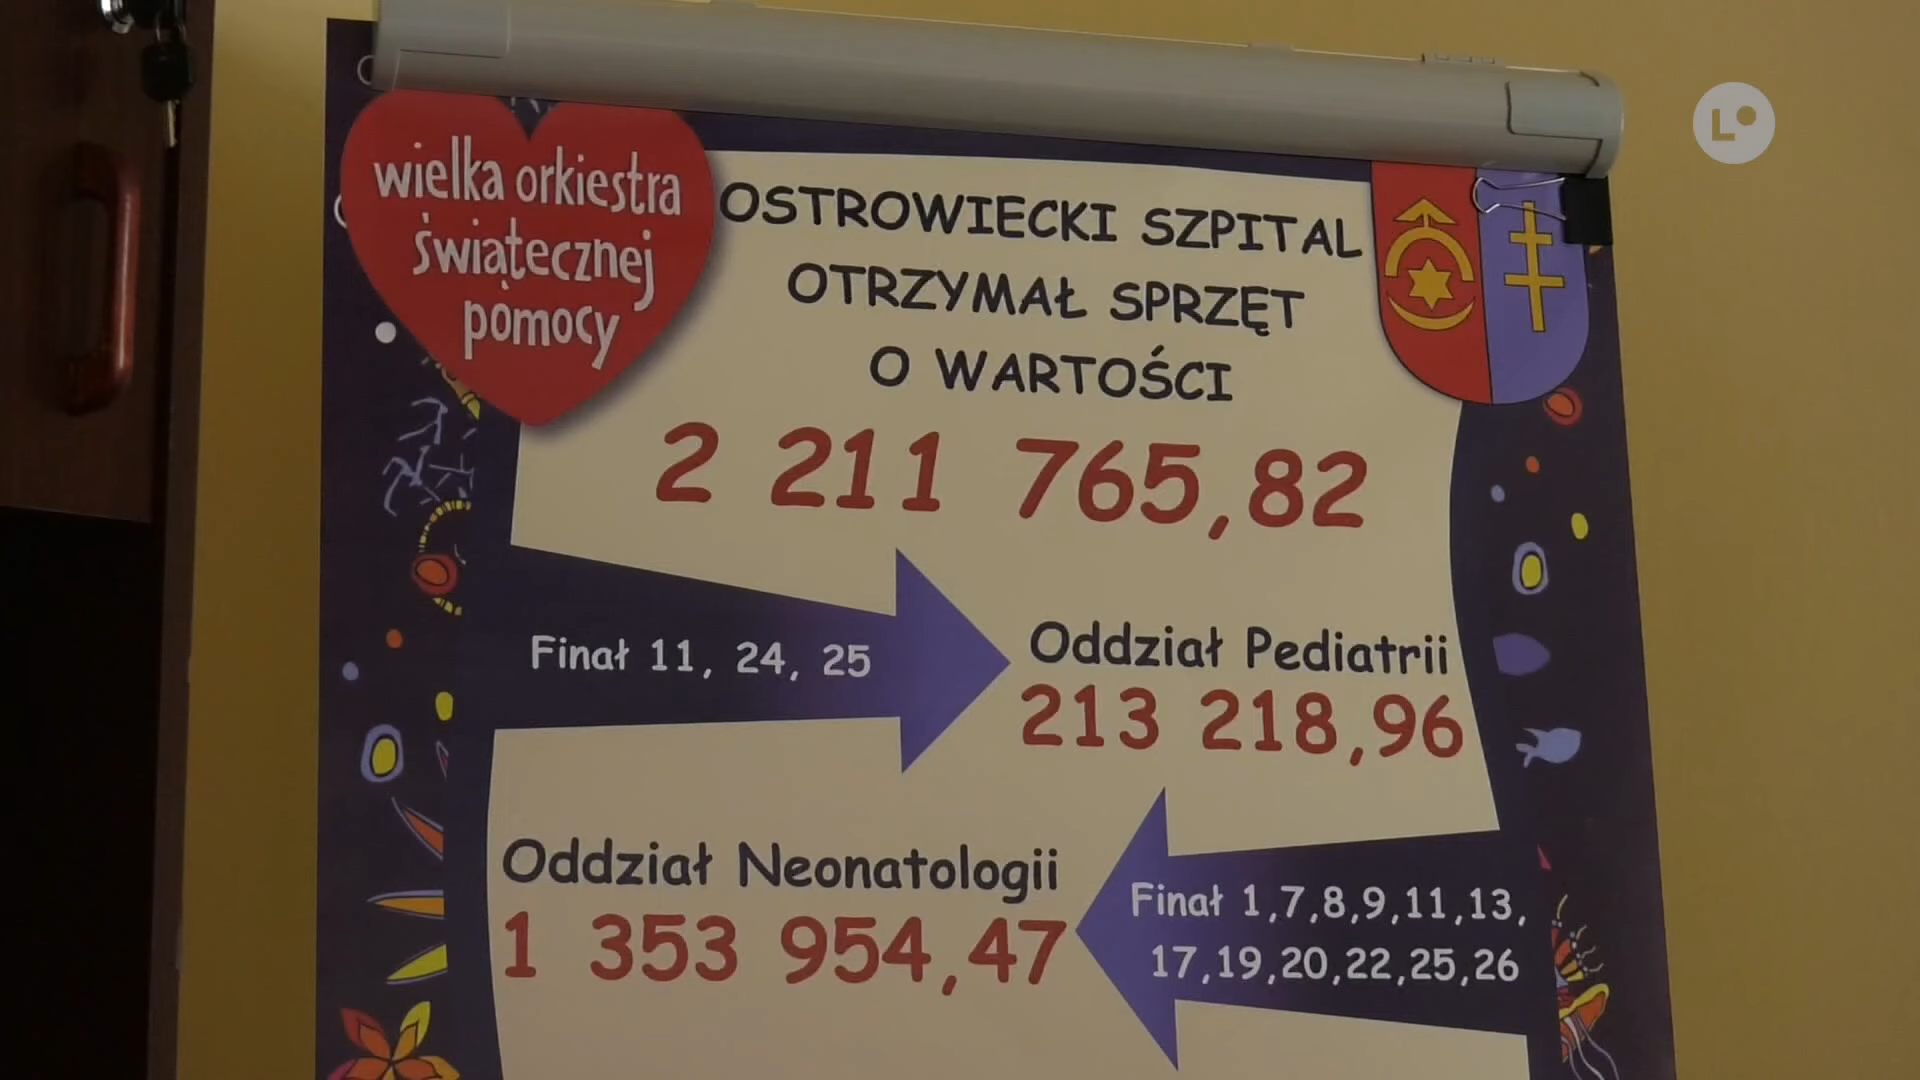 wielka orkiestra
świątecznej
pomocy
OSTROWIECKI SZPITAL
OTRZYMAŁ SPRZĘT
O WARTOŚCI
2 211 765,82
Finał 11, 24, 25
Oddział Pediatrii
213 218,96
Oddział Neonatologii
1 353 954,47
Finał 1,7,8,9,11,13,
17,19,20,22,25,26
LO